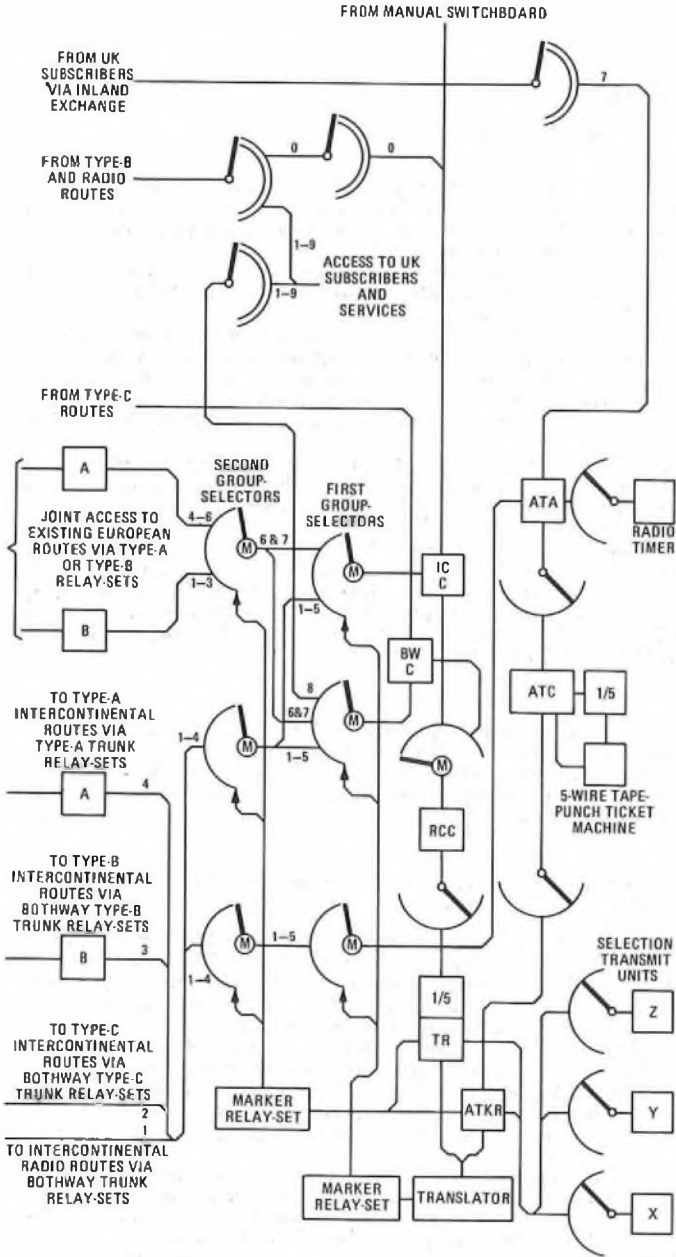 FROM MANUAL SWITCHBOARD
FROM UK
SUBSCRIBERS
VIA INLAND
EXCHANGE
7
0
0
FROM TYPE-B
AND RADIO
ROUTES
1–9
1–9
ACCESS TO UK
SUBSCRIBERS
AND
SERVICES
FROM TYPE-C
ROUTES
A
SECOND
GROUP-
SELECTORS
FIRST
GROUP-
SELECTORS
JOINT ACCESS TO
EXISTING EUROPEAN
ROUTES VIA TYPE-A
OR TYPE-B
RELAY-SETS
4–6
1–3
M
6 & 7
M
1–5
IC
C
ATA
RADIO
TIMER
B
BW
C
8
6&7
1–5
M
M
TO TYPE-A
INTERCONTINENTAL
ROUTES VIA
TYPE-A TRUNK
RELAY-SETS
1–4
4
A
M
ATC
1/5
5-WIRE TAPE-
PUNCH TICKET
MACHINE
RCC
TO TYPE-B
INTERCONTINENTAL
ROUTES VIA
BOTHWAY TYPE-B
TRUNK RELAY-SETS
B
3
1–4
M
1–5
M
SELECTION
TRANSMIT
UNITS
Z
1/5
TR
TO TYPE-C
INTERCONTINENTAL
ROUTES VIA
BOTHWAY TYPE-C
TRUNK RELAY-SETS
2
1
MARKER
RELAY-SET
ATKR
Y
TO INTERCONTINENTAL
RADIO ROUTES VIA
BOTHWAY TRUNK
RELAY-SETS
MARKER
RELAY-SET
TRANSLATOR
X